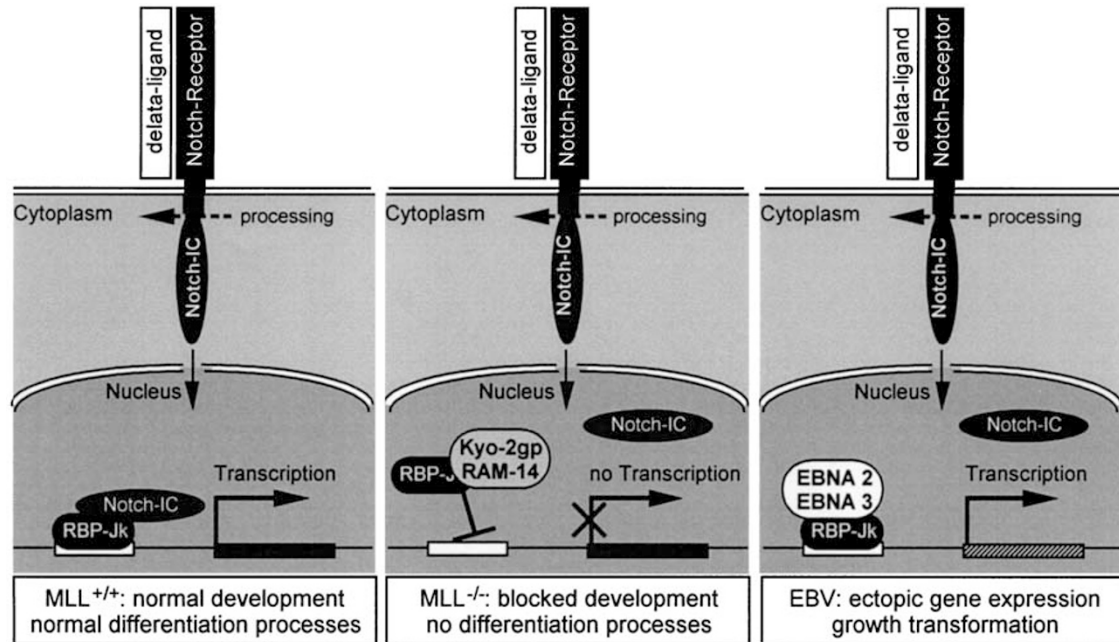 delata-ligand
Notch-Receptor
Cytoplasm
processing
Notch-IC
Nucleus
Transcription
Notch-IC
RBP-Jk
MLL+/+: normal development
normal differentiation processes
delata-ligand
Notch-Receptor
Cytoplasm
processing
Notch-IC
Nucleus
Notch-IC
Kyo-2gp
RBP-J
RAM-14
no Transcription
MLL-/-: blocked development
no differentiation processes
delata-ligand
Notch-Receptor
Cytoplasm
processing
Notch-IC
Nucleus
Notch-IC
EBNA 2
EBNA 3
Transcription
RBP-Jk
EBV: ectopic gene expression
growth transformation